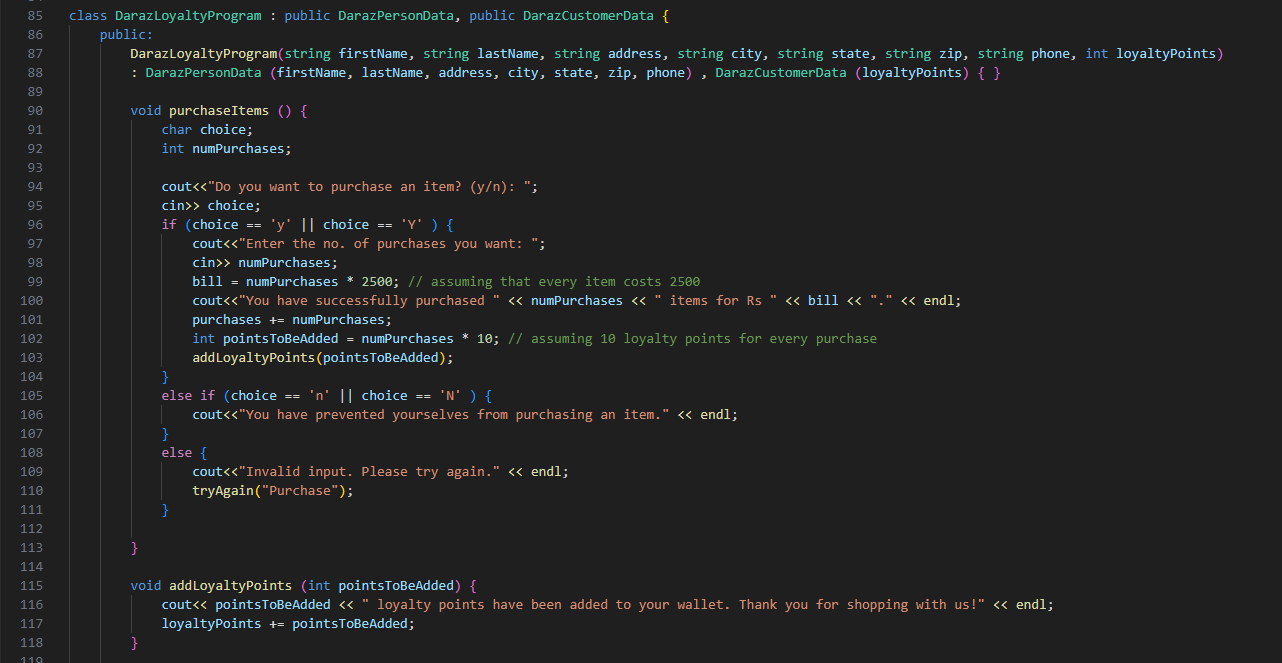 85 class DarazLoyaltyProgram : public DarazPersonData, public DarazCustomerData {
86 public:
87 DarazLoyaltyProgram(string firstName, string lastName, string address, string city, string state, string zip, string phone, int loyaltyPoints)
88 : DarazPersonData (firstName, lastName, address, city, state, zip, phone) , DarazCustomerData (loyaltyPoints) { }
89
90 void purchaseItems () {
91 char choice;
92 int numPurchases;
93
94 cout<<"Do you want to purchase an item? (y/n): ";
95 cin>> choice;
96 if (choice == 'y' || choice == 'Y' ) {
97 cout<<"Enter the no. of purchases you want: ";
98 cin>> numPurchases;
99 bill = numPurchases * 2500; // assuming that every item costs 2500
100 cout<<"You have successfully purchased " << numPurchases << " items for Rs " << bill << "." << endl;
101 purchases += numPurchases;
102 int pointsToBeAdded = numPurchases * 10; // assuming 10 loyalty points for every purchase
103 addLoyaltyPoints(pointsToBeAdded);
104 }
105 else if (choice == 'n' || choice == 'N' ) {
106 cout<<"You have prevented yourselves from purchasing an item." << endl;
107 }
108 else {
109 cout<<"Invalid input. Please try again." << endl;
110 tryAgain("Purchase");
111 }
112
113 }
114
115 void addLoyaltyPoints (int pointsToBeAdded) {
116 cout<< pointsToBeAdded << " loyalty points have been added to your wallet. Thank you for shopping with us!" << endl;
117 loyaltyPoints += pointsToBeAdded;
118 }
119